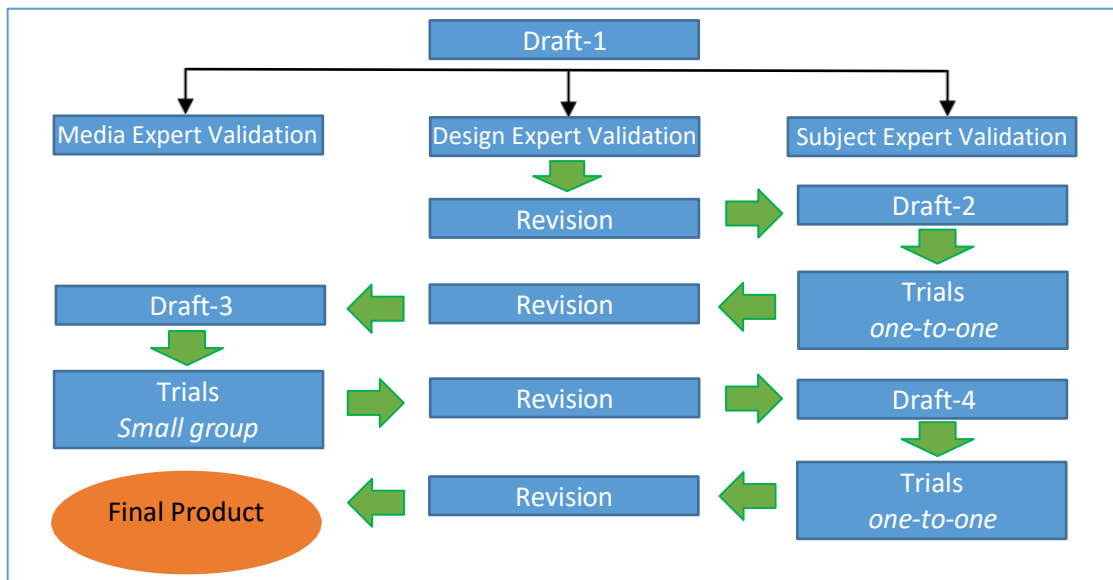 Draft-1
Media Expert Validation
Design Expert Validation
Subject Expert Validation
Revision
Draft-2
Draft-3
Revision
Trials
one-to-one
Trials
Small group
Revision
Draft-4
Final Product
Revision
Trials
one-to-one